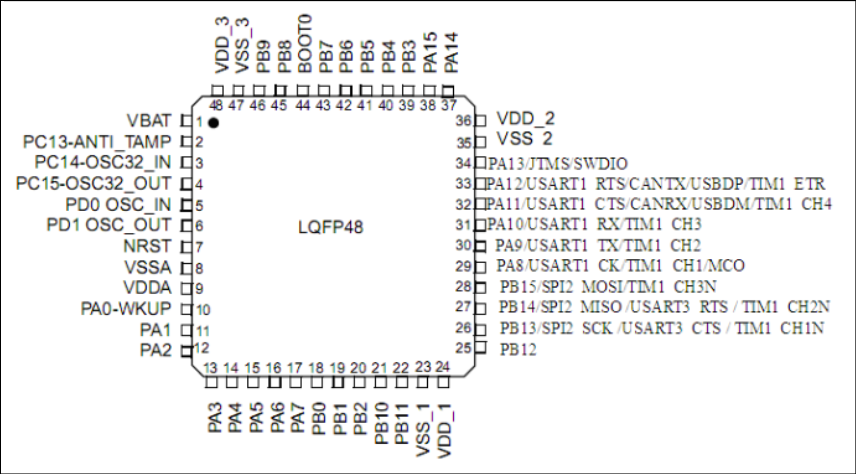 VDD_3
VSS_3
PB9
PB8
BOOT0
PB7
PB6
PB5
PB4
PB3
PA15
PA14
48 47 46 45 44 43 42 41 40 39 38 37
VBAT 1
PC13-ANTI_TAMP 2
PC14-OSC32_IN 3
PC15-OSC32_OUT 4
PD0 OSC_IN 5
PD1 OSC_OUT 6
NRST 7
VSSA 8
VDDA 9
PA0-WKUP 10
PA1 11
PA2 12
LQFP48
36 VDD_2
35 VSS_2
34 PA13/JTMS/SWDIO
33 PA12/USART1 RTS/CANTX/USBDP/TIM1 ETR
32 PA11/USART1 CTS/CANRX/USBDM/TIM1 CH4
31 PA10/USART1 RX/TIM1 CH3
30 PA9/USART1 TX/TIM1 CH2
29 PA8/USART1 CK/TIM1 CH1/MCO
28 PB15/SPI2 MOSI/TIM1 CH3N
27 PB14/SPI2 MISO /USART3 RTS / TIM1 CH2N
26 PB13/SPI2 SCK /USART3 CTS / TIM1 CH1N
25 PB12
13 14 15 16 17 18 19 20 21 22 23 24
PA3
PA4
PA5
PA6
PA7
PB0
PB1
PB2
PB10
PB11
VSS_1
VDD_1